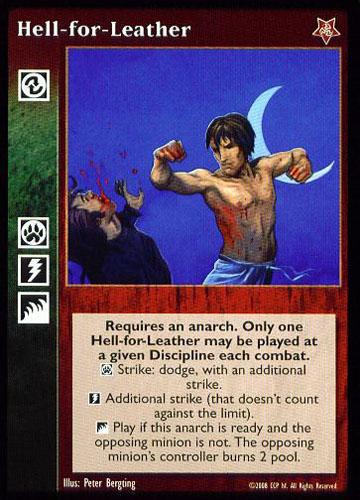 Hell-for-Leather
Requires an anarch. Only one
Hell-for-Leather may be played at
a given Discipline each combat.
Strike: dodge, with an additional
strike.
Additional strike (that doesn't count
against the limit).
Play if this anarch is ready and the
opposing minion is not. The opposing
minion's controller burns 2 pool.
Illus: Peter Bergting
©2008 CCP hf. All Rights Reserved